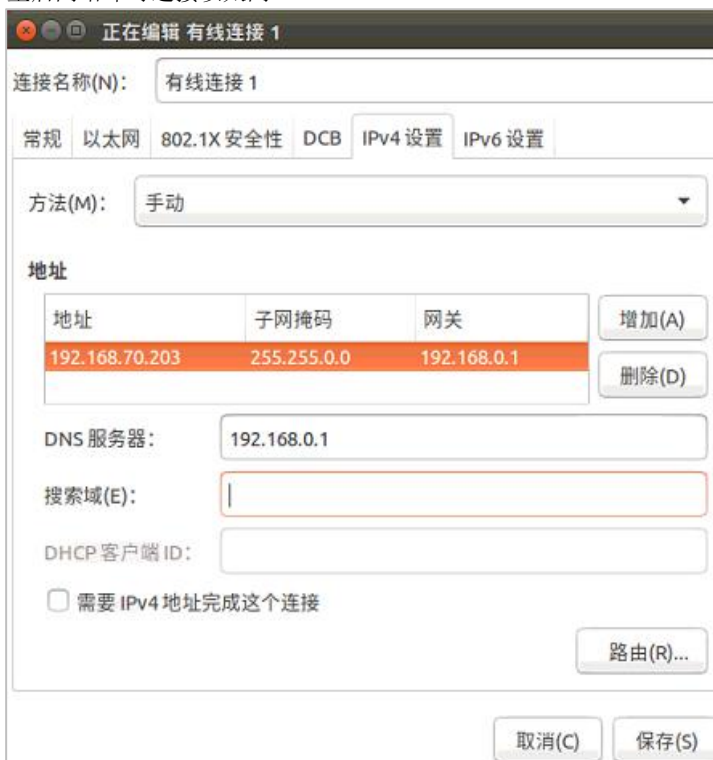 正在编辑 有线连接 1
连接名称(N): 有线连接 1
常规 以太网 802.1X 安全性 DCB IPv4 设置 IPv6 设置
方法(M): 手动
地址
地址 子网掩码 网关 增加(A)
192.168.70.203 255.255.0.0 192.168.0.1
删除(D)
DNS 服务器: 192.168.0.1
搜索域(E):
DHCP 客户端 ID:
需要 IPv4 地址完成这个连接
路由(R)...
取消(C) 保存(S)